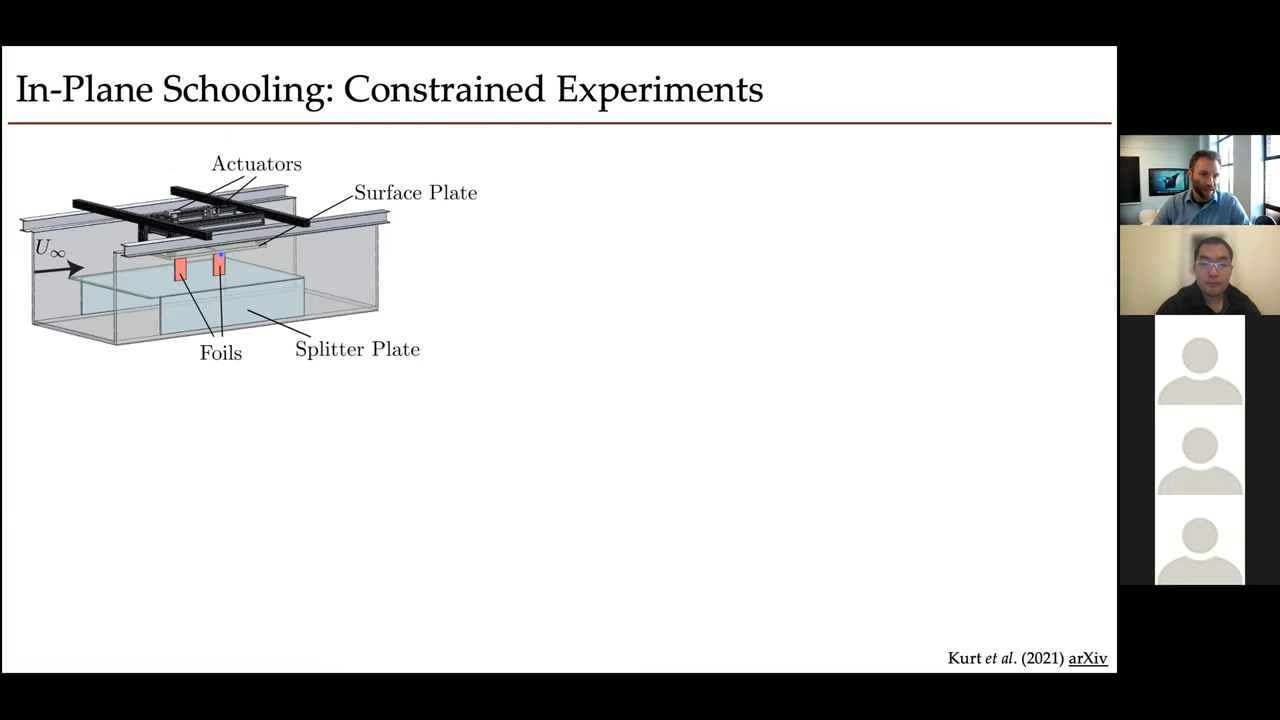 In-Plane Schooling: Constrained Experiments
Actuators
Surface Plate
U∞
Foils
Splitter Plate
Kurt et al. (2021) arXiv